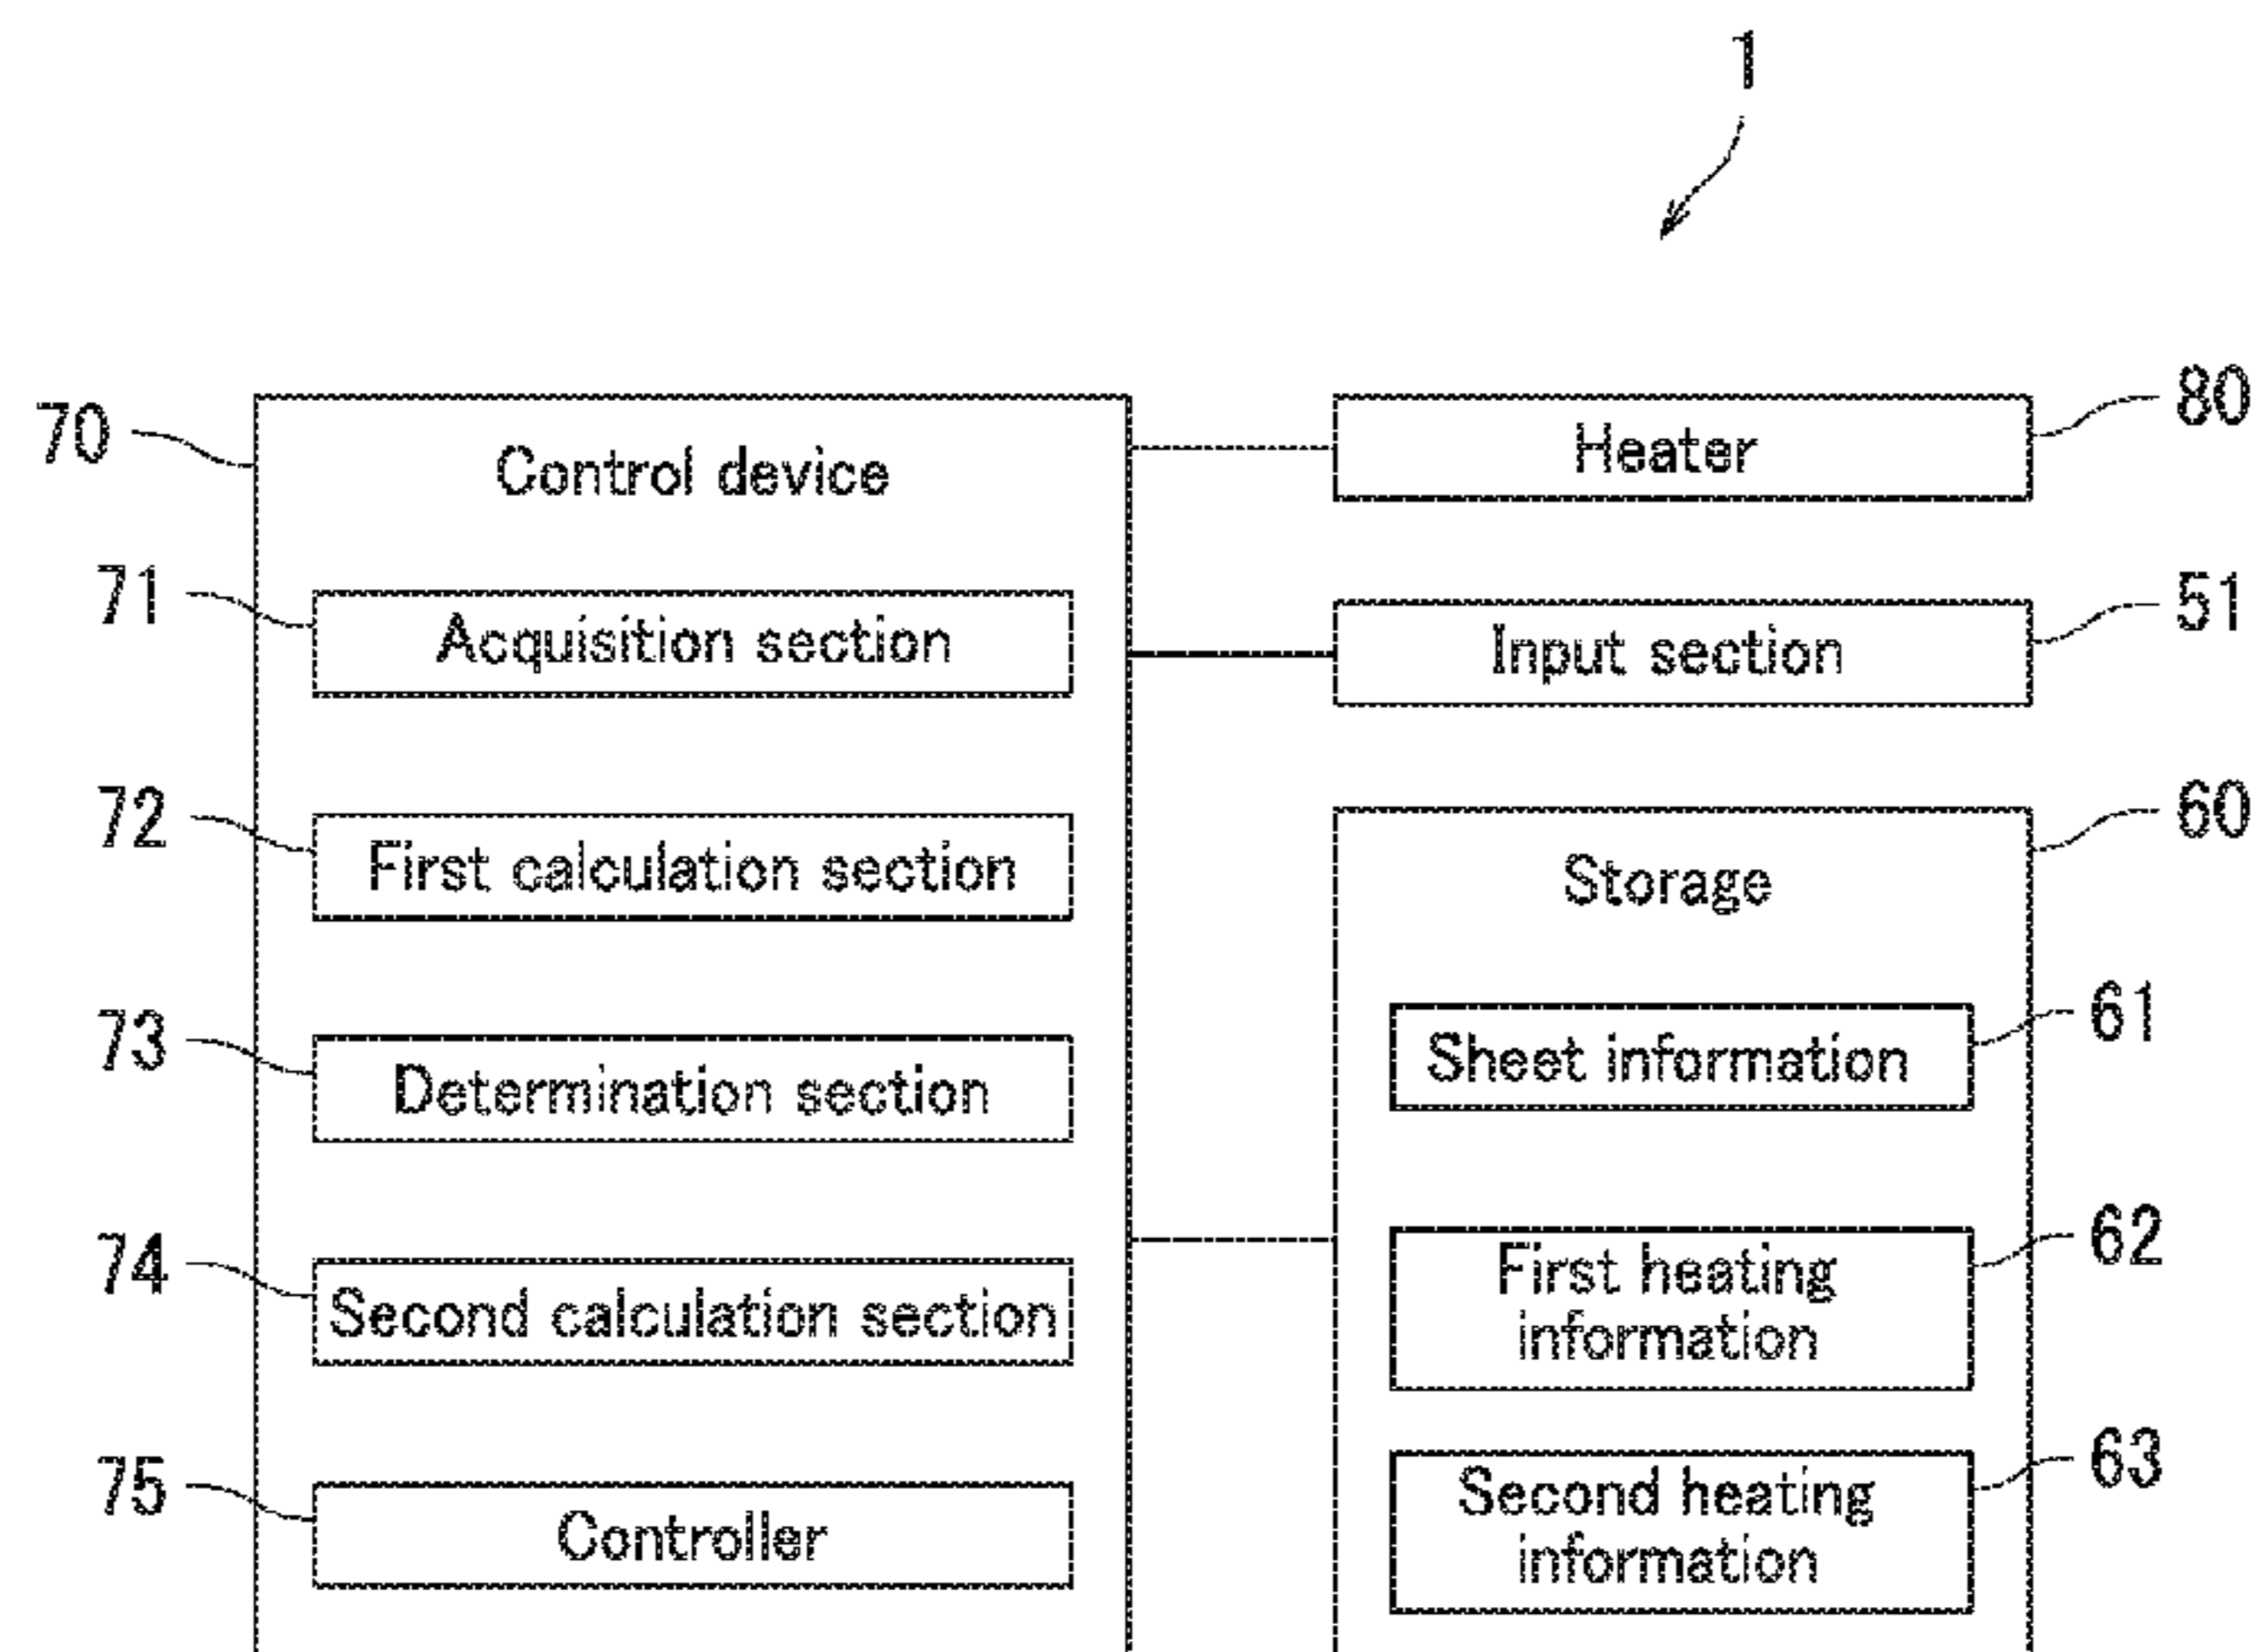 1
70
Control device
71
Acquisition section
72
First calculation section
73
Determination section
74
Second calculation section
75
Controller
80
Heater
51
Input section
60
Storage
61
Sheet information
62
First heating
information
63
Second heating
information